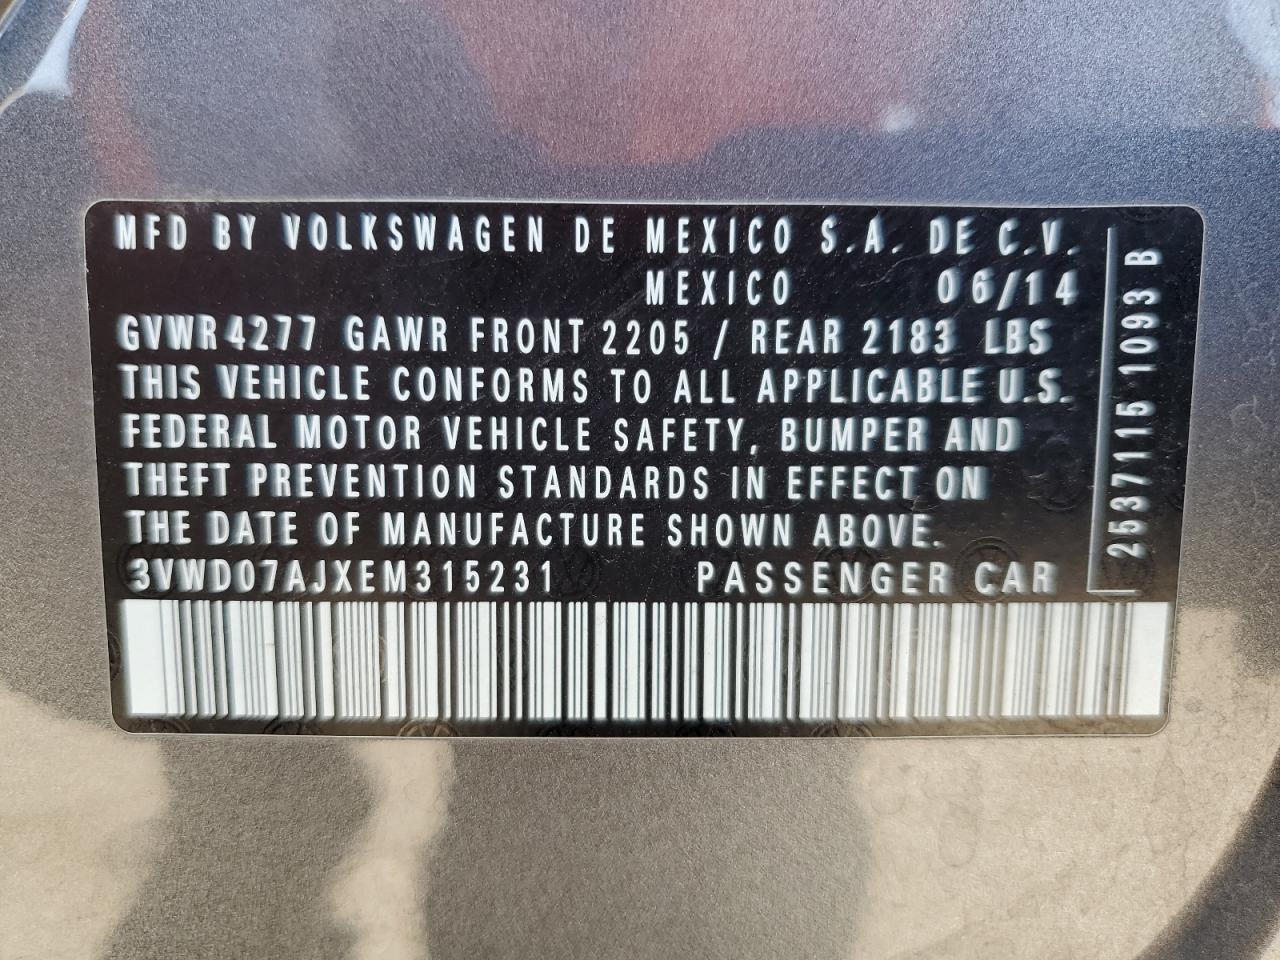 MFD BY VOLKSWAGEN DE MEXICO S.A. DE C.V.
MEXICO 06/14
GVWR 4277 GAWR FRONT 2205 / REAR 2183 LBS
THIS VEHICLE CONFORMS TO ALL APPLICABLE U.S.
FEDERAL MOTOR VEHICLE SAFETY, BUMPER AND
THEFT PREVENTION STANDARDS IN EFFECT ON
THE DATE OF MANUFACTURE SHOWN ABOVE.
3VWD07AJXEM315231 PASSENGER CAR
2537115 1093 B